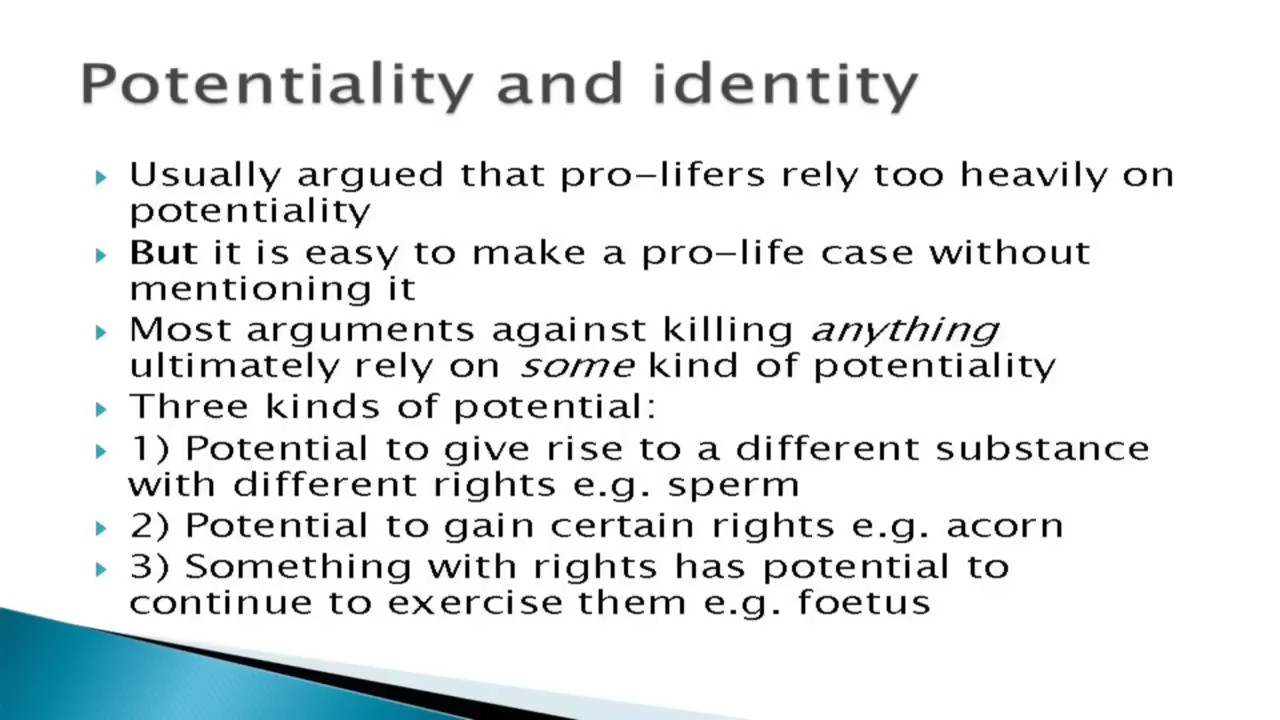 Potentiality and identity
Usually argued that pro-lifers rely too heavily on
potentiality
But it is easy to make a pro-life case without
mentioning it
Most arguments against killing anything
ultimately rely on some kind of potentiality
Three kinds of potential:
1) Potential to give rise to a different substance
with different rights e.g. sperm
2) Potential to gain certain rights e.g. acorn
3) Something with rights has potential to
continue to exercise them e.g. foetus